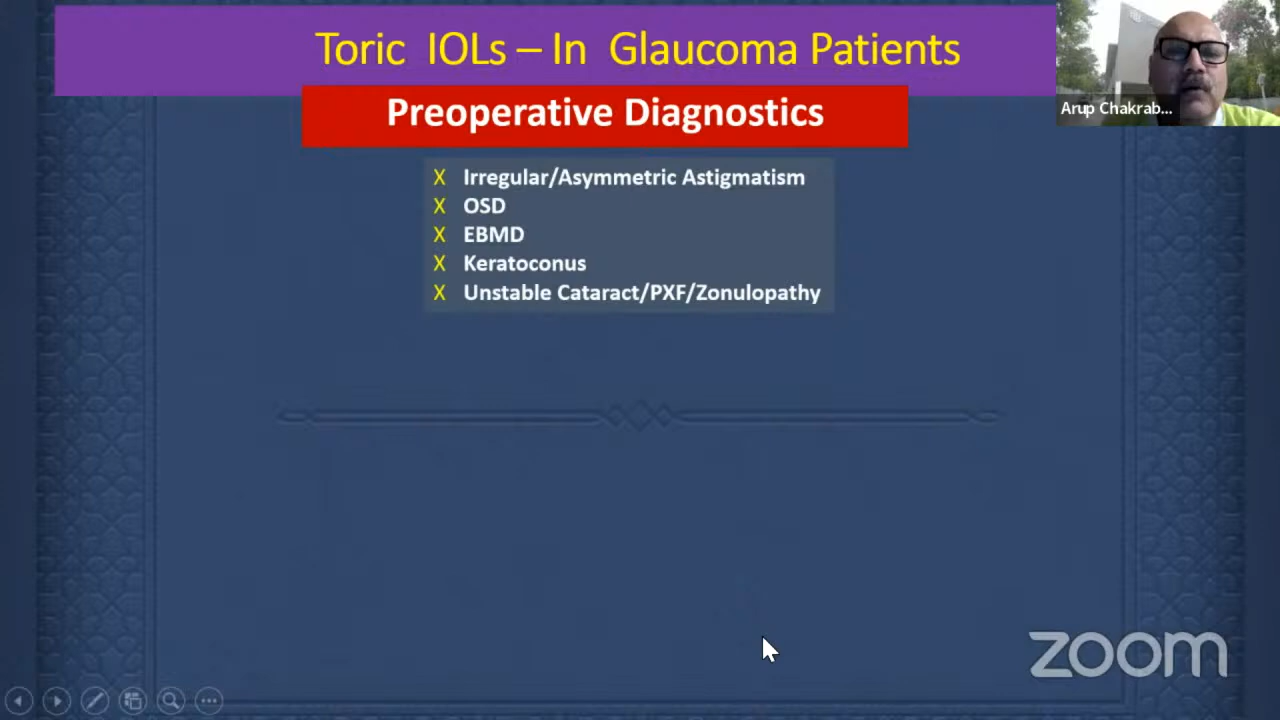 Toric IOLs – In Glaucoma Patients
Preoperative Diagnostics
Arup Chakrab...
X Irregular/Asymmetric Astigmatism
X OSD
X EBMD
X Keratoconus
X Unstable Cataract/PXF/Zonulopathy
zoom